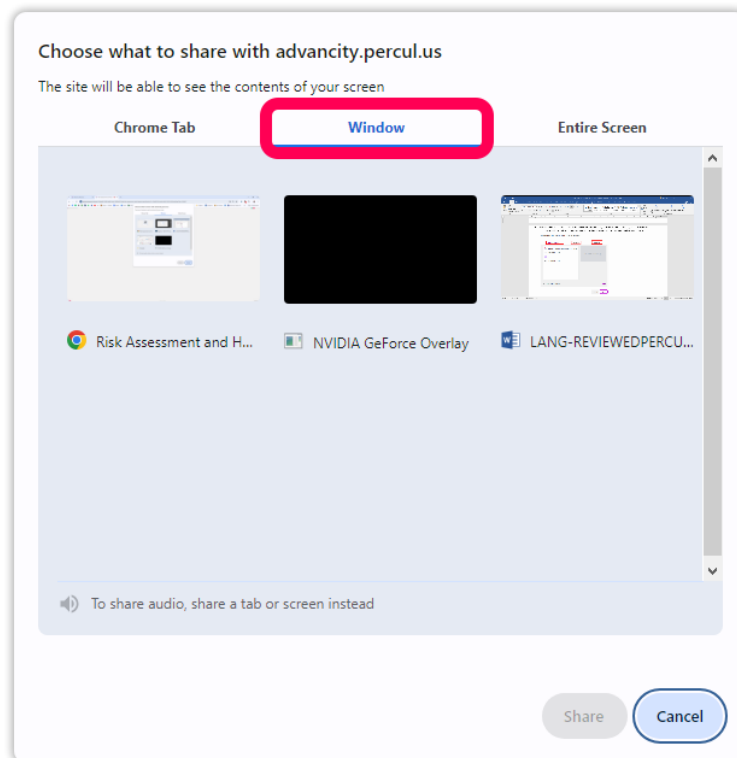 Choose what to share with advancity.percul.us
The site will be able to see the contents of your screen
Chrome Tab
Window
Entire Screen
Risk Assessment and H...
NVIDIA GeForce Overlay
LANG-REVIEWEDPERCU...
To share audio, share a tab or screen instead
Share
Cancel